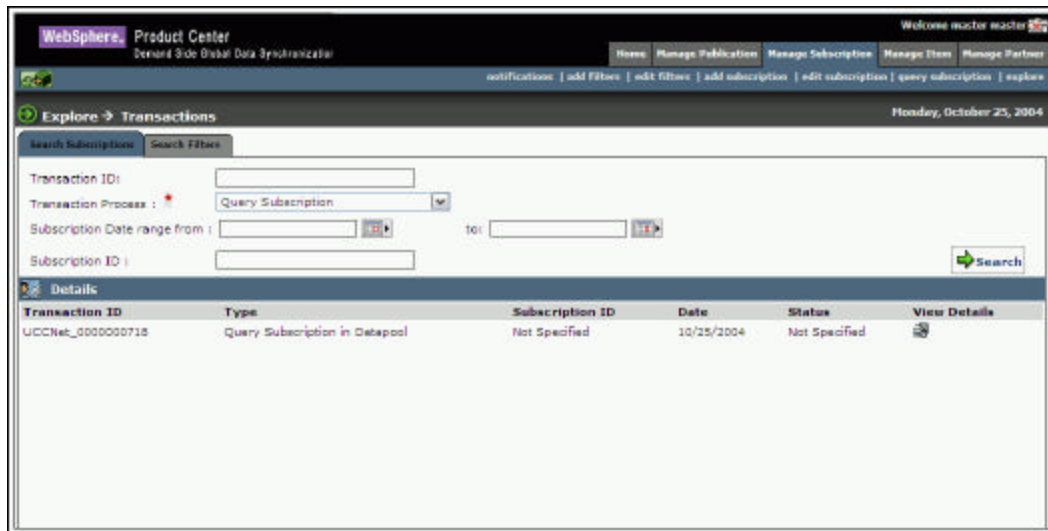 Welcome master master
WebSphere. Product Center
Demand Side Global Data Synchronization
Home Manage Publication Manage Subscription Manage Item Manage Partner
notifications | add filters | edit filters | add subscription | edit subscription | query subscription | explore
Explore → Transactions Monday, October 25, 2004
Search Subscriptions Search Filters
Transaction ID:
Transaction Process : * Query Subscription
Subscription Date range from : to:
Subscription ID :
Search
Details
Transaction ID Type Subscription ID Date Status View Details
UCCNet_0000000718 Query Subscription in Datapool Not Specified 10/25/2004 Not Specified